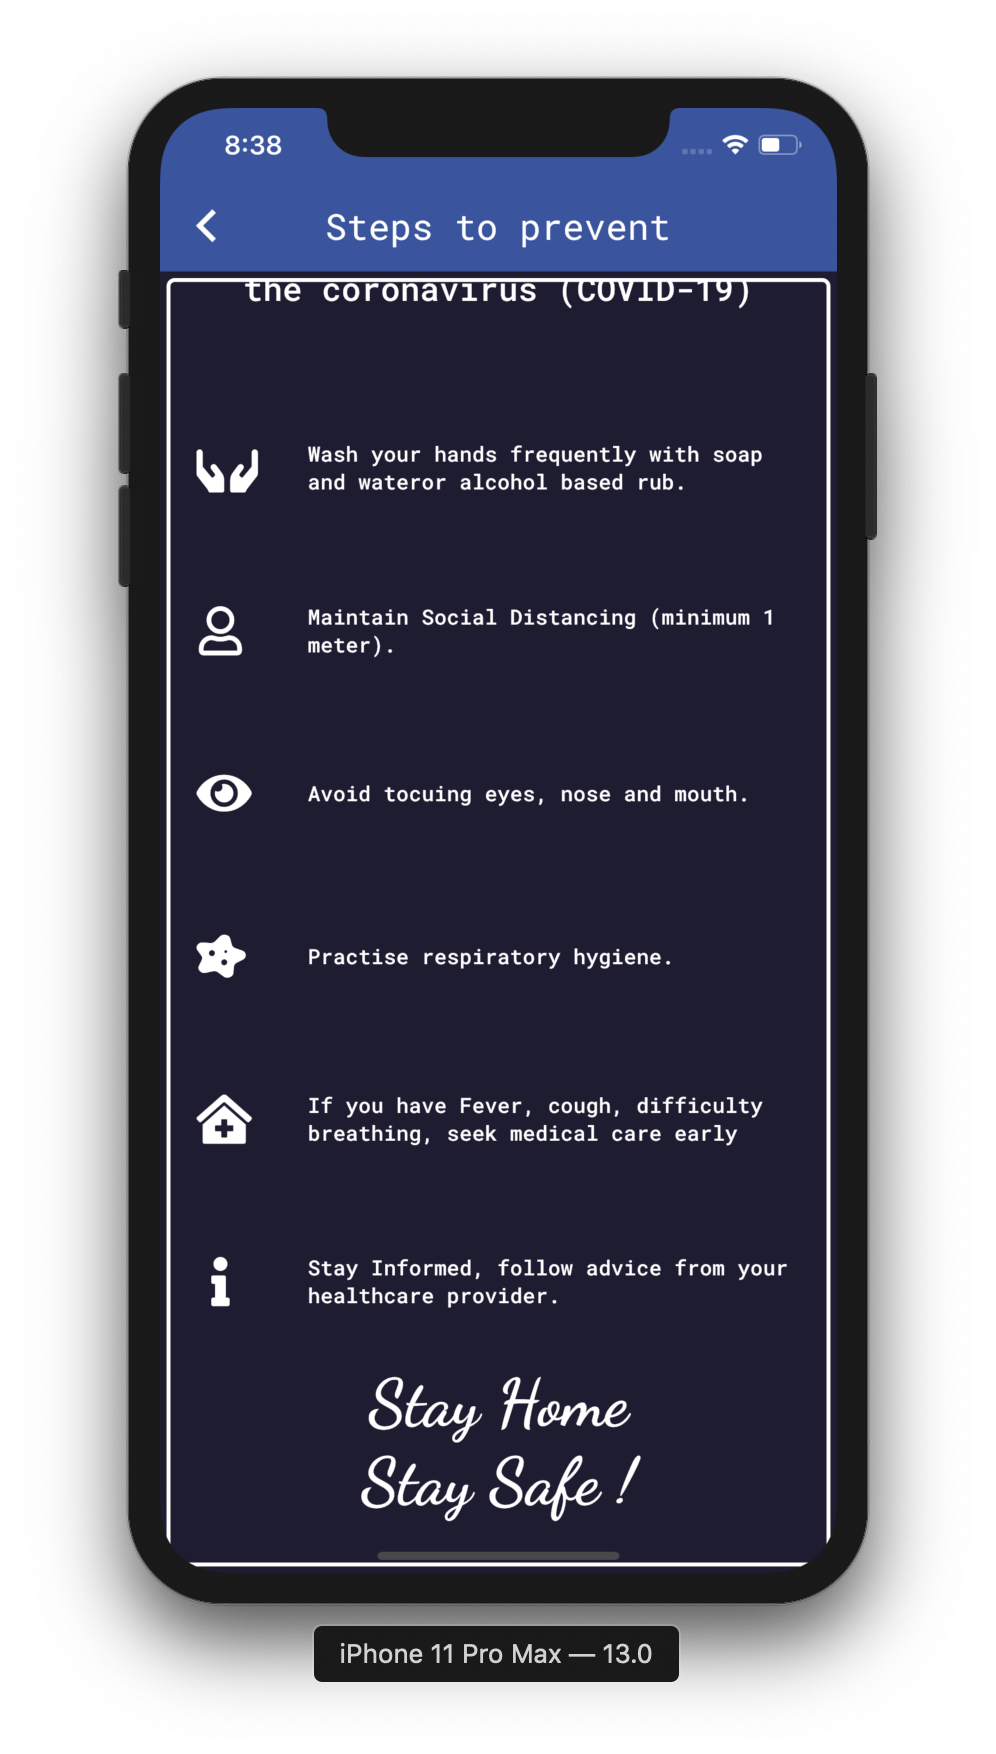 8:38
Steps to prevent
the coronavirus (COVID-19)
Wash your hands frequently with soap
and wateror alcohol based rub.
Maintain Social Distancing (minimum 1
meter).
Avoid tocuing eyes, nose and mouth.
Practise respiratory hygiene.
If you have Fever, cough, difficulty
breathing, seek medical care early
Stay Informed, follow advice from your
healthcare provider.
Stay Home
Stay Safe !
iPhone 11 Pro Max — 13.0